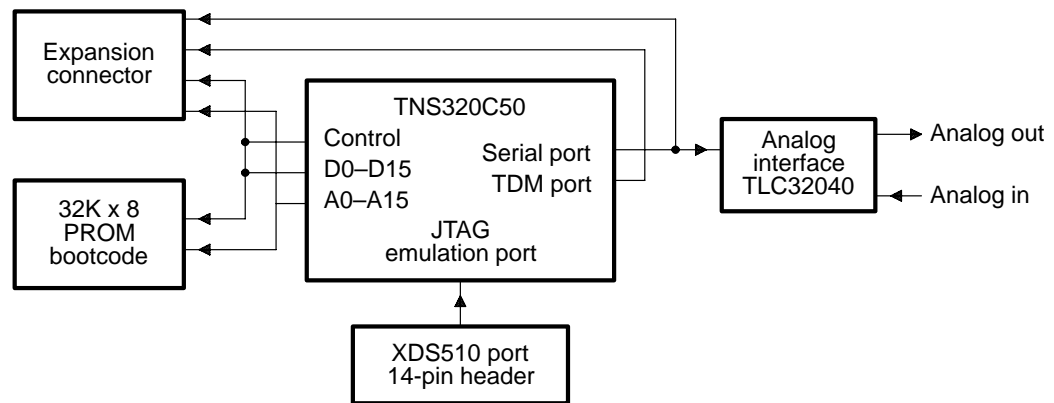 Expansion
connector
TNS320C50
Control
D0–D15
A0–A15
Serial port
TDM port
JTAG
emulation port
Analog
interface
TLC32040
Analog out
Analog in
32K x 8
PROM
bootcode
XDS510 port
14-pin header